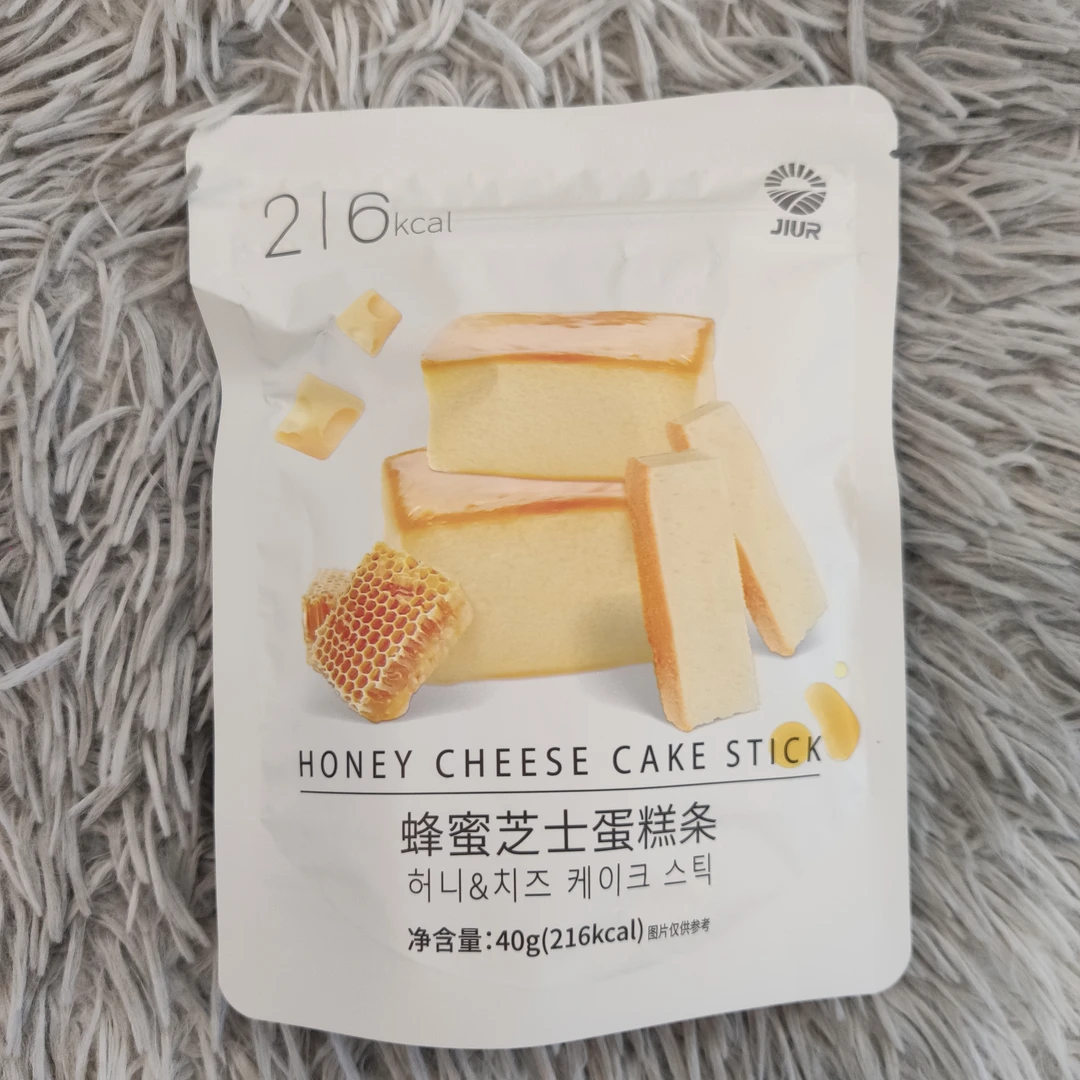 216kcal
JIUR
HONEY CHEESE CAKE STICK
蜂蜜芝士蛋糕条
허니&치즈 케이크 스틱
净含量:40g(216kcal) 图片仅供参考